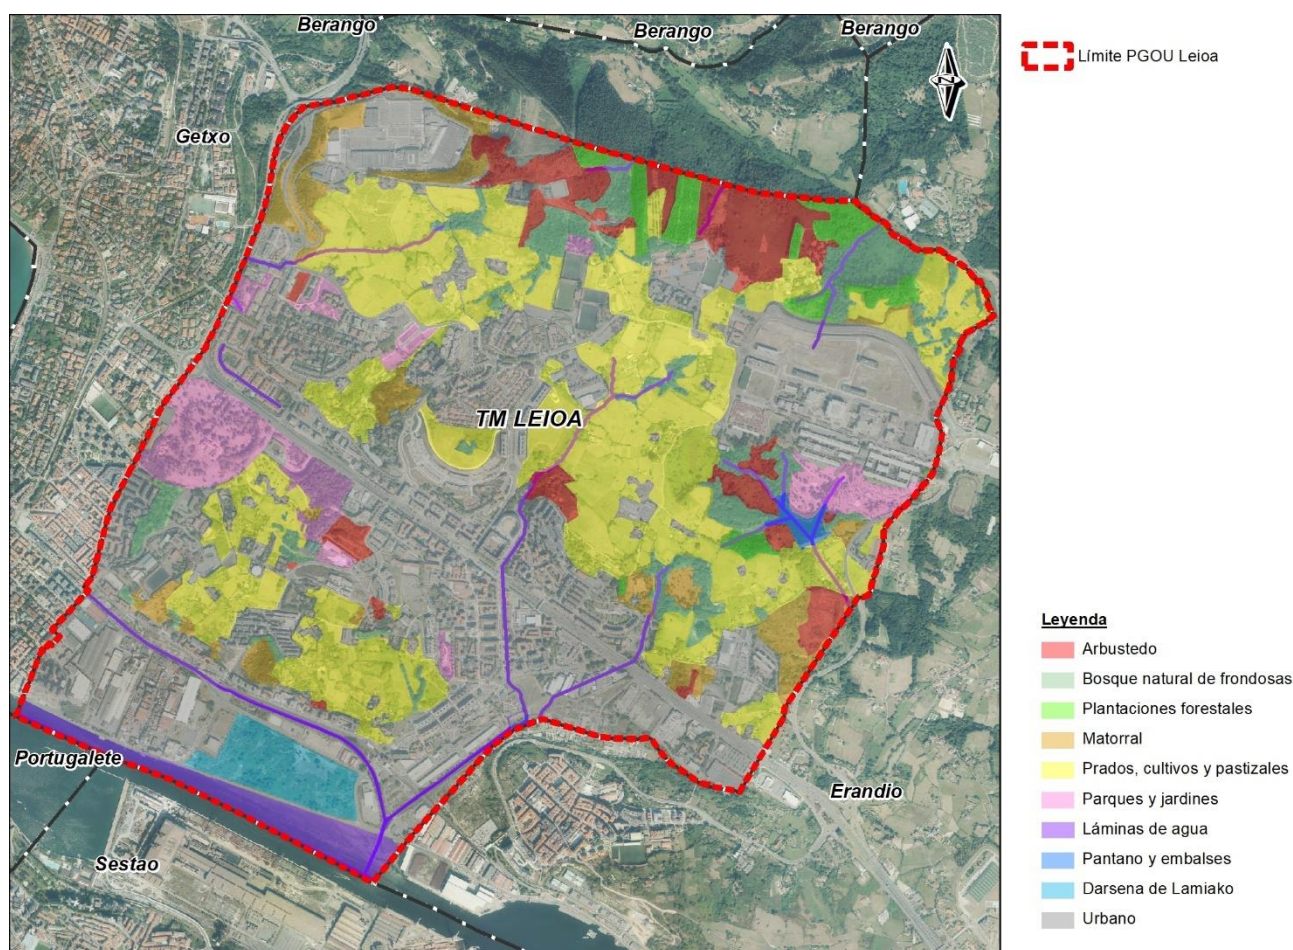 Berango
Berango
Berango
Getxo
N
TM LEIOA
Portugalete
Sestao
Erandio
Límite PGOU Leioa
Leyenda
Arbustedo
Bosque natural de frondosas
Plantaciones forestales
Matorral
Prados, cultivos y pastizales
Parques y jardines
Láminas de agua
Pantano y embalses
Darsena de Lamiako
Urbano